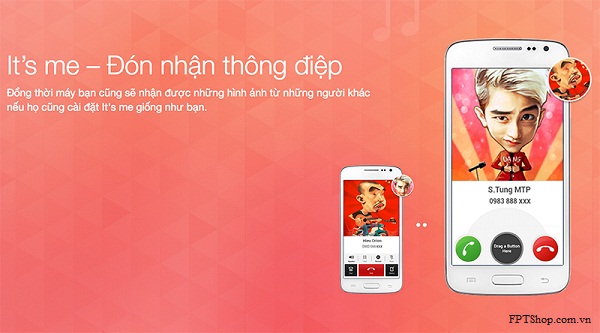 It's me – Đón nhận thông điệp
Đồng thời máy bạn cũng sẽ nhận được những hình ảnh từ những người khác
nếu họ cũng cài đặt It's me giống như bạn.
S.Tung MTP
0983 888 xxx
Drag a Button
Here
Hieu Orion
FPTShop.com.vn